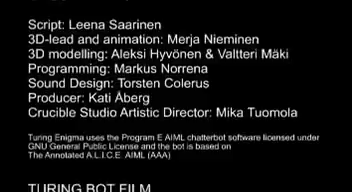 Script: Leena Saarinen
3D-lead and animation: Merja Nieminen
3D modelling: Aleksi Hyvönen & Valtteri Mäki
Programming: Markus Norrena
Sound Design: Torsten Colerus
Producer: Kati Åberg
Crucible Studio Artistic Director: Mika Tuomola
Turing Enigma uses the Program E AIML chatterbot software licensed under
GNU General Public License and the bot is based on
The Annotated A.L.I.C.E. AIML (AAA)
TURING BOT FILM